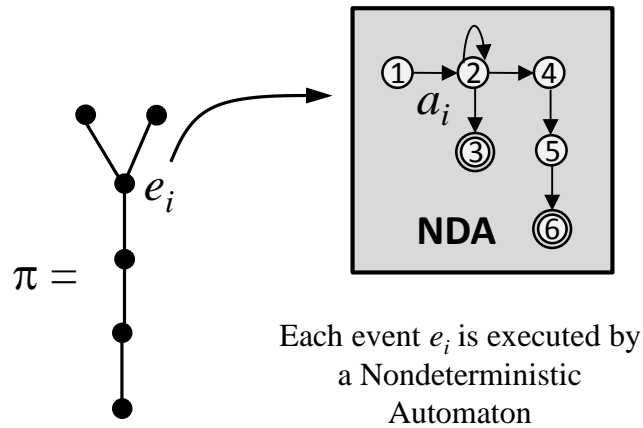 1 2 4
a_i
3 5
e_i
NDA 6
π =
Each event e_i is executed by
a Nondeterministic
Automaton